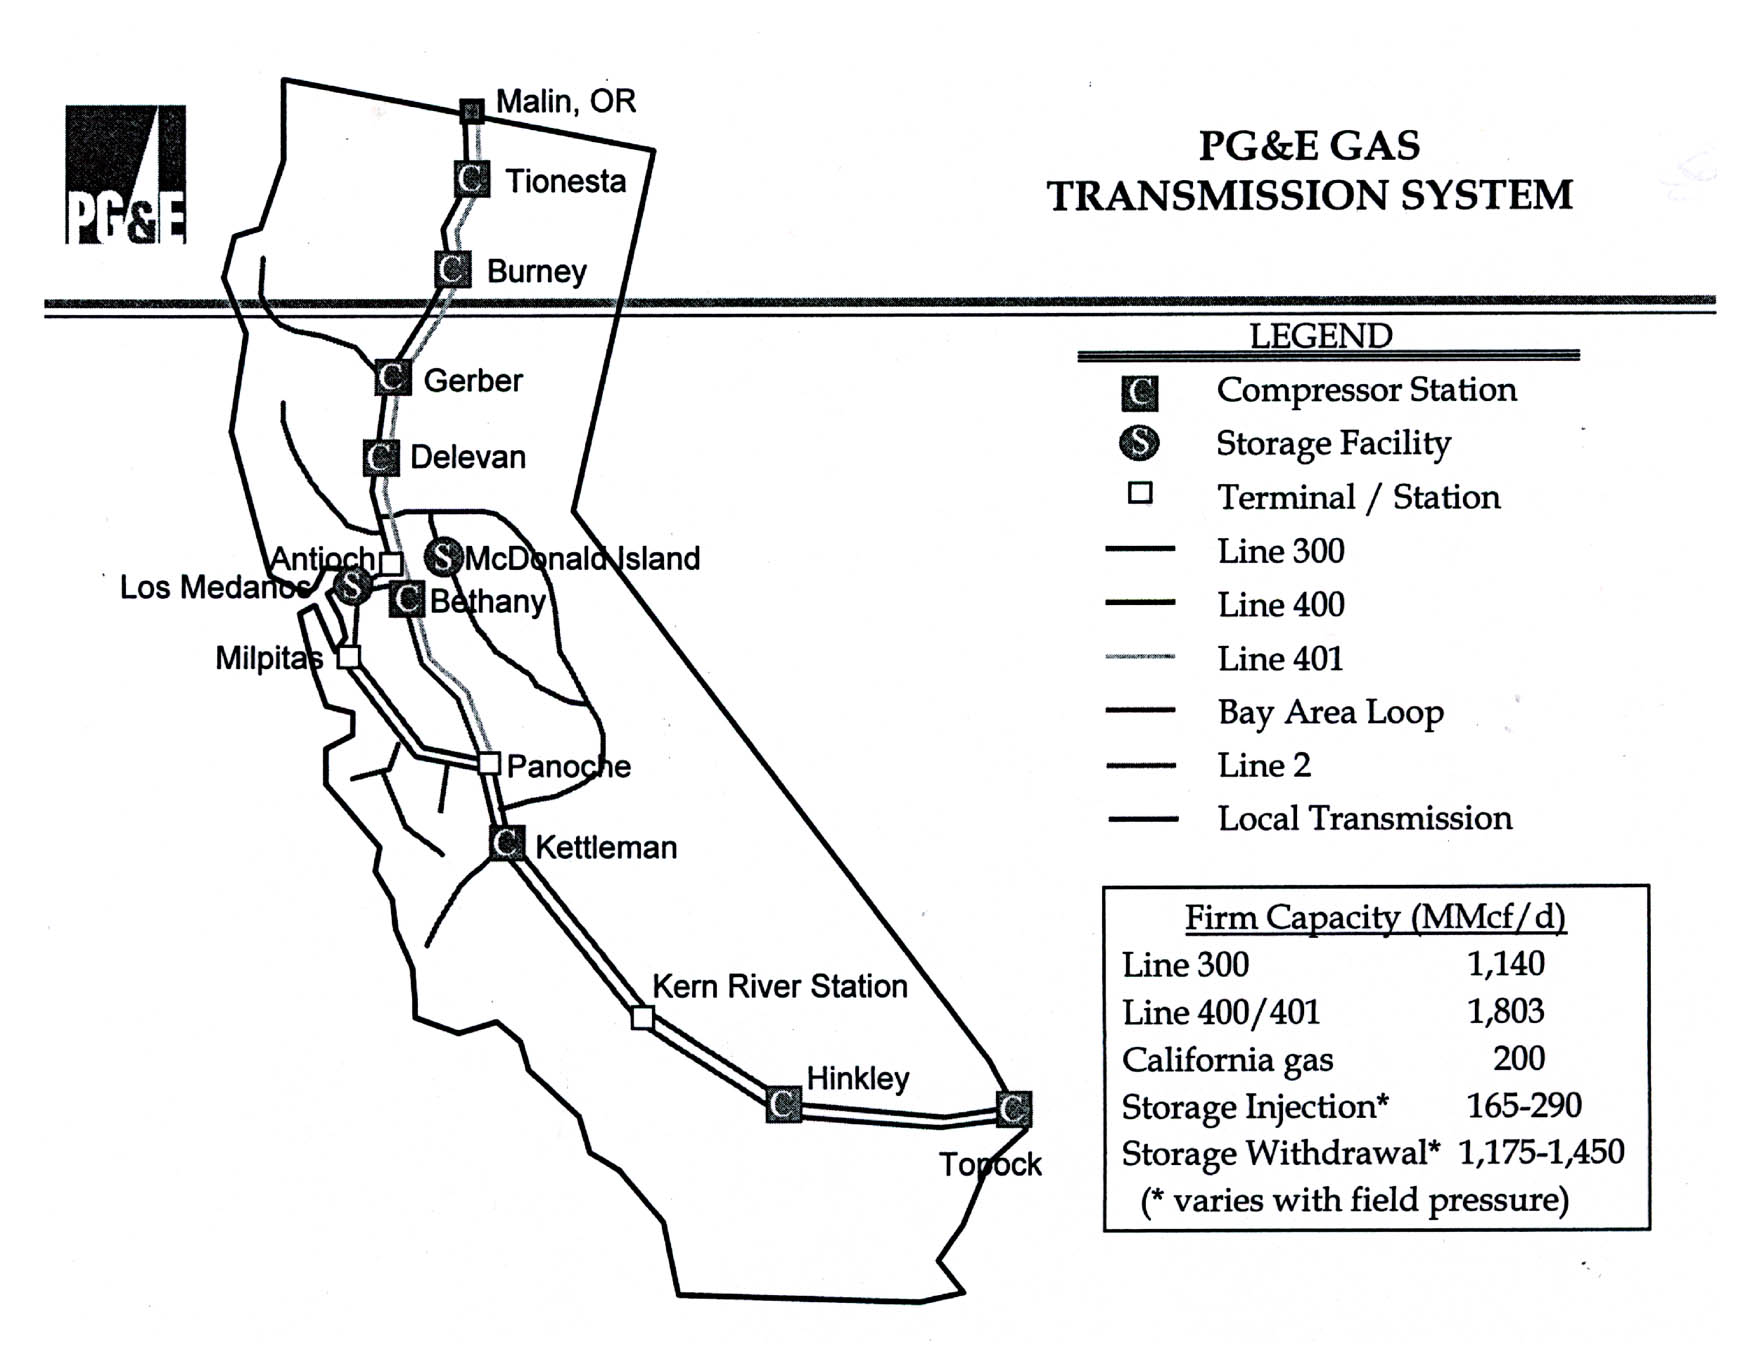 PG&E
PG&E GAS
TRANSMISSION SYSTEM
Malin, OR
C Tionesta
C Burney
C Gerber
C Delevan
Antioch
S McDonald Island
Los Medanos S
C Bethany
Milpitas
Panoche
C Kettleman
Kern River Station
Hinkley
C
C
Topock
LEGEND
C Compressor Station
S Storage Facility
Terminal / Station
Line 300
Line 400
Line 401
Bay Area Loop
Line 2
Local Transmission
Firm Capacity (MMcf/d)
Line 300 1,140
Line 400/401 1,803
California gas 200
Storage Injection* 165-290
Storage Withdrawal* 1,175-1,450
(* varies with field pressure)